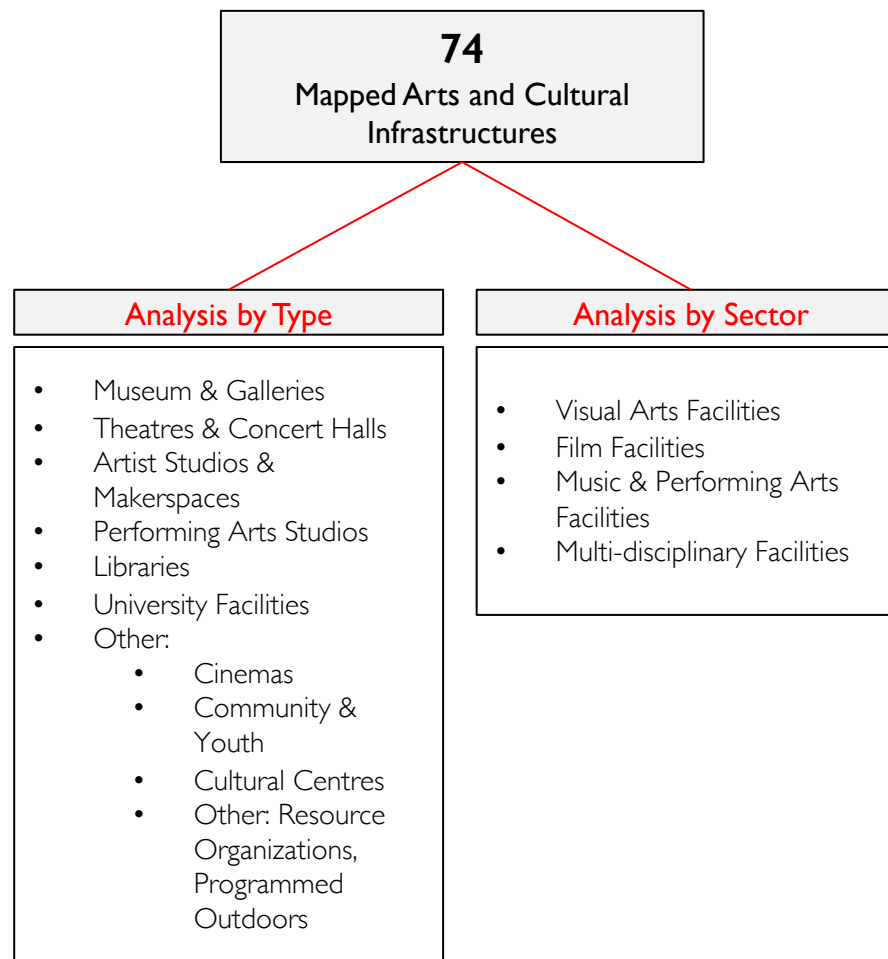 74
Mapped Arts and Cultural
Infrastructures
Analysis by Type
• Museum & Galleries
• Theatres & Concert Halls
• Artist Studios &
Makerspaces
• Performing Arts Studios
• Libraries
• University Facilities
• Other:
• Cinemas
• Community &
Youth
• Cultural Centres
• Other: Resource
Organizations,
Programmed
Outdoors
Analysis by Sector
• Visual Arts Facilities
• Film Facilities
• Music & Performing Arts
Facilities
• Multi-disciplinary Facilities